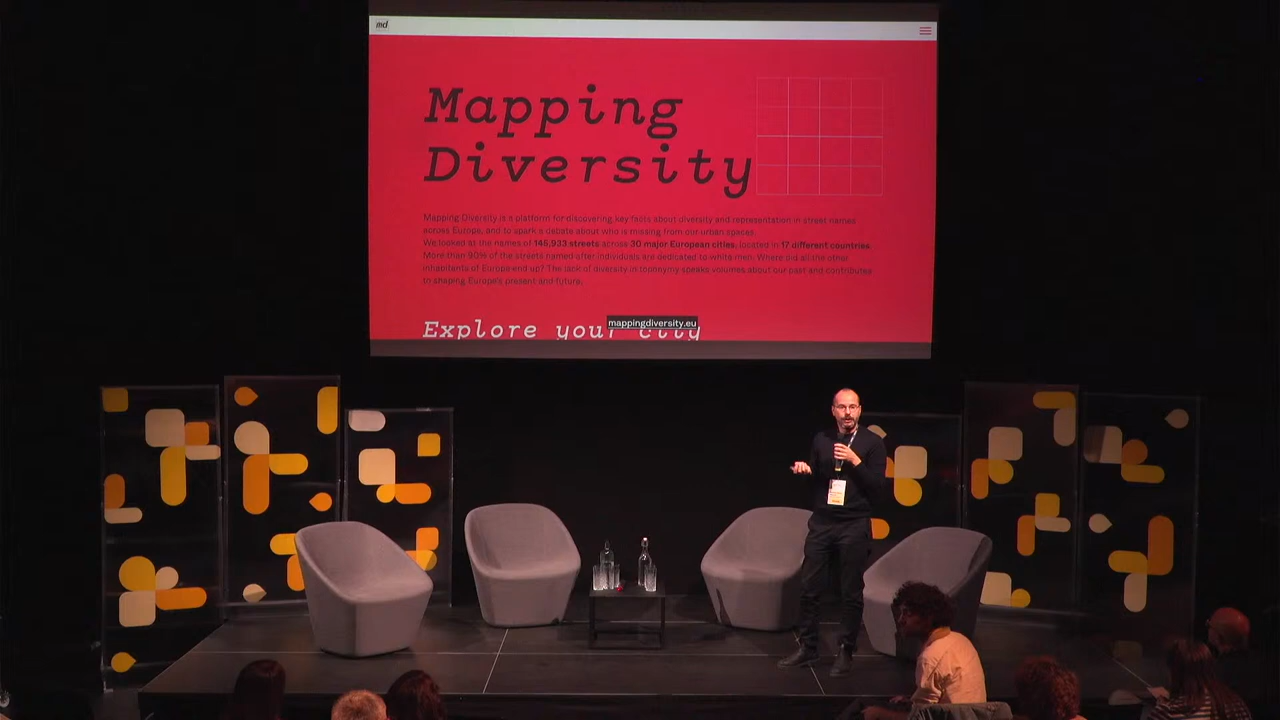 md
Mapping
Diversity
Mapping Diversity is a platform for discovering key facts about diversity and representation in street names
across Europe, and to spark a debate about who is missing from our urban spaces.
We looked at the names of 145,933 streets across 30 major European cities, located in 17 different countries.
More than 90% of the streets named after individuals are dedicated to white men. Where did all the other
inhabitants of Europe end up? The lack of diversity in toponymy speaks volumes about our past and contributes
to shaping Europe's present and future.
Explore your city
mappingdiversity.eu